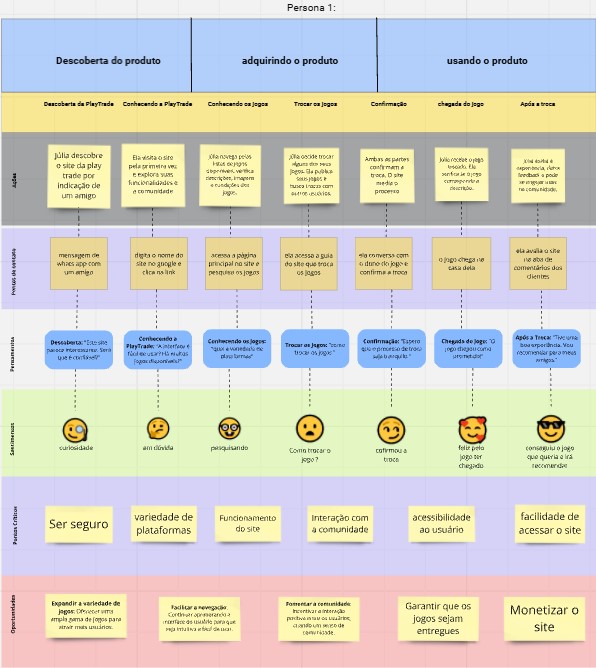 Persona 1:
Descoberta do produto
adquirindo o produto
usando o produto
Descoberta da PlayTrade
Conhecendo a PlayTrade
Conhecendo os Jogos
Trocar os Jogos
Confirmação
chegada do Jogo
Após a troca
Ações
Júlia descobre
o site da play
trade por
indicação de
um amigo
Ela visita o site
pela primeira vez
e explora suas
funcionalidades e
a comunidade
Júlia navega pelas
listas de jogos
disponíveis, verifica
descrições, imagens
e condições dos
jogos.
Júlia decide trocar
alguns dos seus
jogos. Ela publica
seus jogos e
busca trocas com
outros usuários.
Ambas as partes
confirmam a
troca. O site
media o
processo
Júlia recebe o jogo
trocado. Ela
verifica se o jogo
corresponde a
descrição.
experiência,
feedback e pode
na comunidade.
Pontos de contato
mensagem de
whats app com
um amigo
digita o nome do
site no google e
clica na link
acessa a página
principal no site e
pesquisa os jogos
ela acessa a guia
do site que troca
os jogos
ela conversa com
o dono do jogo e
confirma a troca
o jogo chega na
casa dela
ela avalia o site
na aba de
comentários dos
clientes
Pensamentos
Descoberta: "Este site
parece interessante. Será
que é confiável?"
Conhecendo a
PlayTrade: "A interface é
fácil de usar? Há muitos
jogos disponíveis?"
Conhecendo os Jogos:
"qual a variedade de
plataformas"
Trocar os Jogos: "como
trocar os jogos"
Confirmação: "Espero
que o processo de troca
seja tranquilo."
Chegada do Jogo: "O
jogo chegou como
prometido!"
Após a Troca: "Tive uma
boa experiência. Vou
recomendar para meus
amigos."
Sentimentos
curiosidade
em dúvida
pesquisando
Como trocar o
jogo ?
cofirmou a
troca
feliz pelo
jogo ter
chegado
conseguiu o jogo
que queria e irá
recomendar
Pontos Críticos
Ser seguro
variedade de
plataformas
Funcionamento
do site
Interação com
a comunidade
acessibilidade
ao usuário
facilidade de
acessar o site
Oportunidades
Expandir a variedade de
jogos: Oferecer uma
ampla gama de jogos para
atrair mais usuários.
Facilitar a navegação:
Continuar aprimorando a
interface do usuário para que
seja intuitiva e fácil de usar.
Fomentar a comunidade:
Incentivar a interação
positiva entre os usuários,
criando um senso de
comunidade.
Garantir que os
jogos sejam
entregues
Monetizar o
site